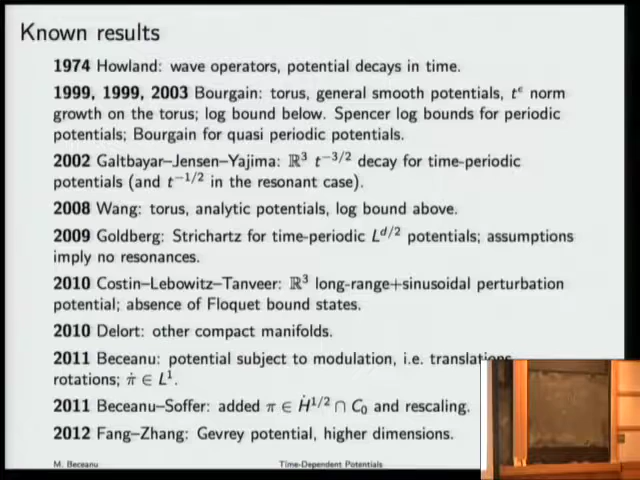 Known results
1974 Howland: wave operators, potential decays in time.
1999, 1999, 2003 Bourgain: torus, general smooth potentials, t^ε norm
growth on the torus; log bound below. Spencer log bounds for periodic
potentials; Bourgain for quasi periodic potentials.
2002 Galtbayar–Jensen–Yajima: ℝ³ t^{-3/2} decay for time-periodic
potentials (and t^{-1/2} in the resonant case).
2008 Wang: torus, analytic potentials, log bound above.
2009 Goldberg: Strichartz for time-periodic L^{d/2} potentials; assumptions
imply no resonances.
2010 Costin–Lebowitz–Tanveer: ℝ³ long-range+sinusoidal perturbation
potential; absence of Floquet bound states.
2010 Delort: other compact manifolds.
2011 Beceanu: potential subject to modulation, i.e. translations,
rotations; π̇ ∈ L¹.
2011 Beceanu–Soffer: added π ∈ Ḣ^{1/2} ∩ C₀ and rescaling.
2012 Fang–Zhang: Gevrey potential, higher dimensions.
M. Beceanu
Time-Dependent Potentials